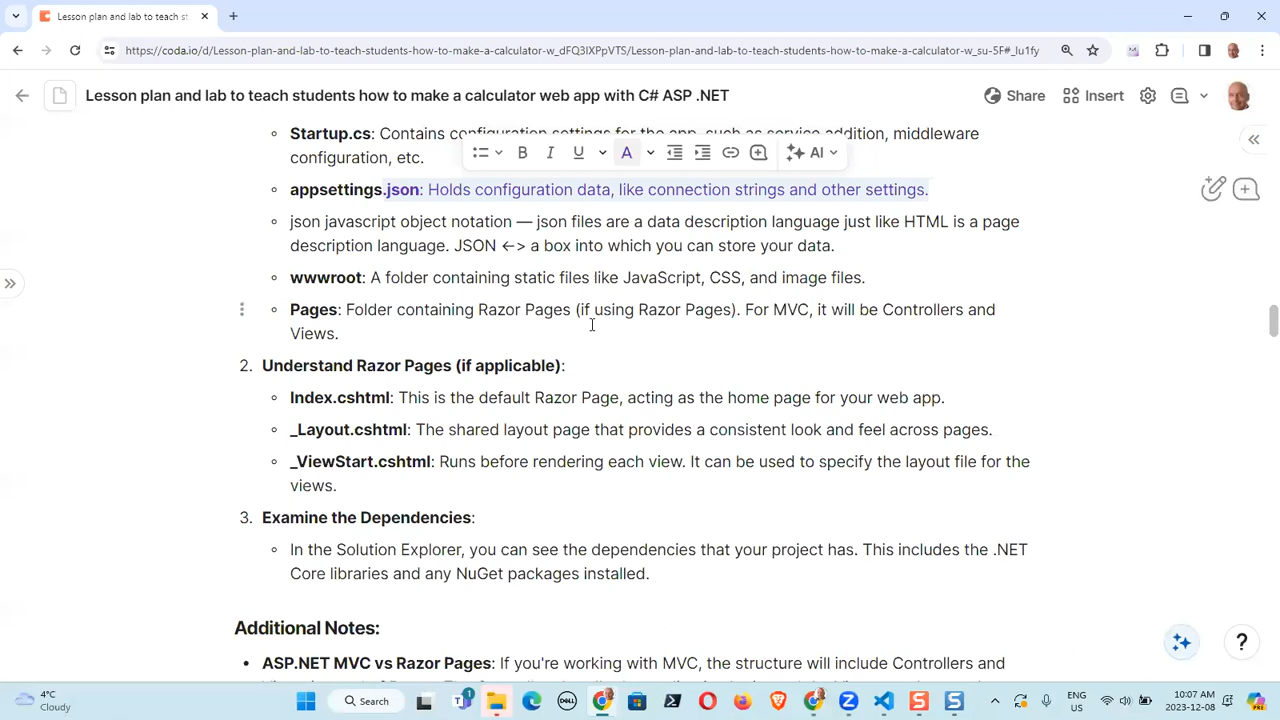 Lesson plan and lab to teach st
https://coda.io/d/Lesson-plan-and-lab-to-teach-students-how-to-make-a-calculator-w_dFQ3IXPpVTS/Lesson-plan-and-lab-to-teach-students-how-to-make-a-calculator-w_su-5F#_lu1fy
Lesson plan and lab to teach students how to make a calculator web app with C# ASP .NET
Share
Insert
Startup.cs: Contains configuration settings for the app, such as service addition, middleware
configuration, etc.
B I U A AI
appsettings.json: Holds configuration data, like connection strings and other settings.
json javascript object notation — json files are a data description language just like HTML is a page
description language. JSON <-> a box into which you can store your data.
wwwroot: A folder containing static files like JavaScript, CSS, and image files.
Pages: Folder containing Razor Pages (if using Razor Pages). For MVC, it will be Controllers and
Views.
2. Understand Razor Pages (if applicable):
Index.cshtml: This is the default Razor Page, acting as the home page for your web app.
_Layout.cshtml: The shared layout page that provides a consistent look and feel across pages.
_ViewStart.cshtml: Runs before rendering each view. It can be used to specify the layout file for the
views.
3. Examine the Dependencies:
In the Solution Explorer, you can see the dependencies that your project has. This includes the .NET
Core libraries and any NuGet packages installed.
Additional Notes:
ASP.NET MVC vs Razor Pages: If you're working with MVC, the structure will include Controllers and
4°C
Cloudy
Search
1
DELL
ENG
US
10:07 AM
2023-12-08